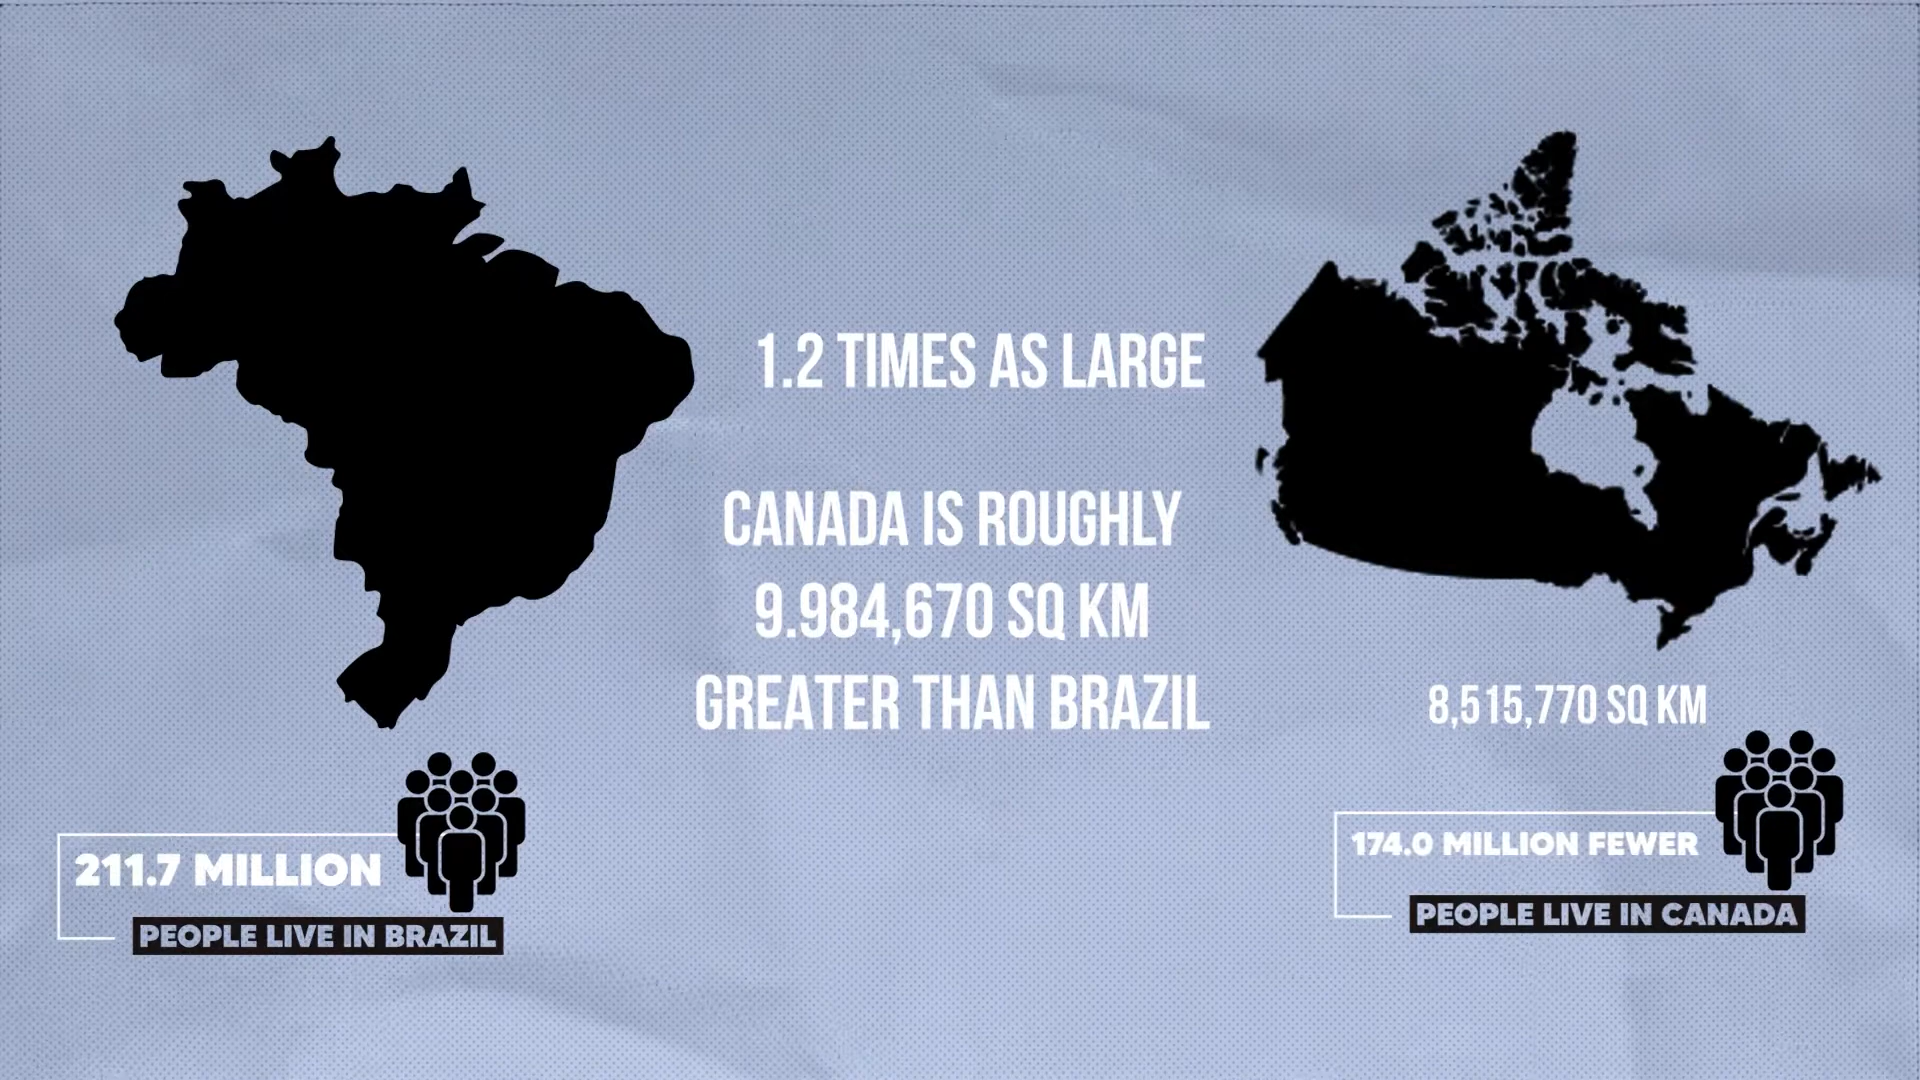 1.2 TIMES AS LARGE
CANADA IS ROUGHLY
9.984,670 SQ KM
GREATER THAN BRAZIL
8,515,770 SQ KM
211.7 MILLION
PEOPLE LIVE IN BRAZIL
174.0 MILLION FEWER
PEOPLE LIVE IN CANADA